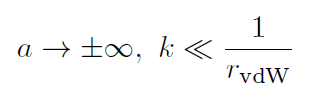 a → ±∞, k ≪ 1/r_vdW